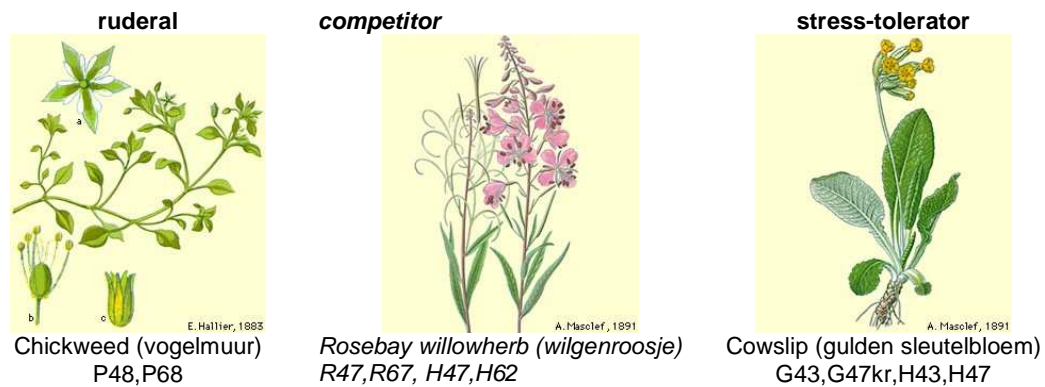 ruderal competitor stress-tolerator
a
b c
E. Hallier, 1883 A. Masclef, 1891 A. Masclef, 1891
Chickweed (vogelmuur) Rosebay willowherb (wilgenroosje) Cowslip (gulden sleutelbloem)
P48,P68 R47,R67, H47,H62 G43,G47kr,H43,H47